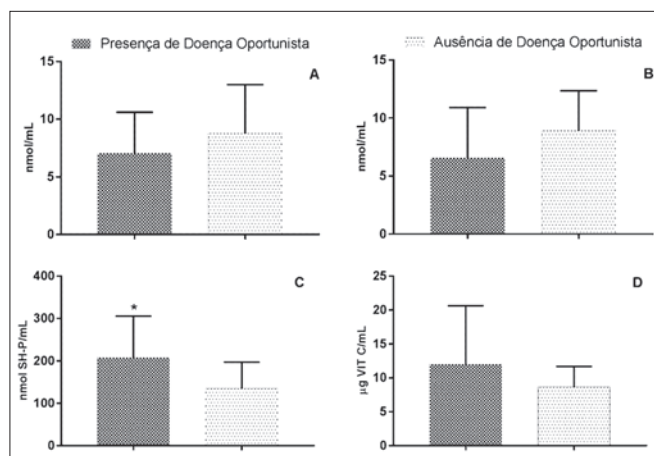 Presença de Doença Oportunista
Ausência de Doença Oportunista
A
nmol/mL
15
10
5
0
B
nmol/mL
15
10
5
0
C
nmol SH-P/mL
400
300
200
100
0
*
D
µg VIT C/mL
25
20
15
10
5
0